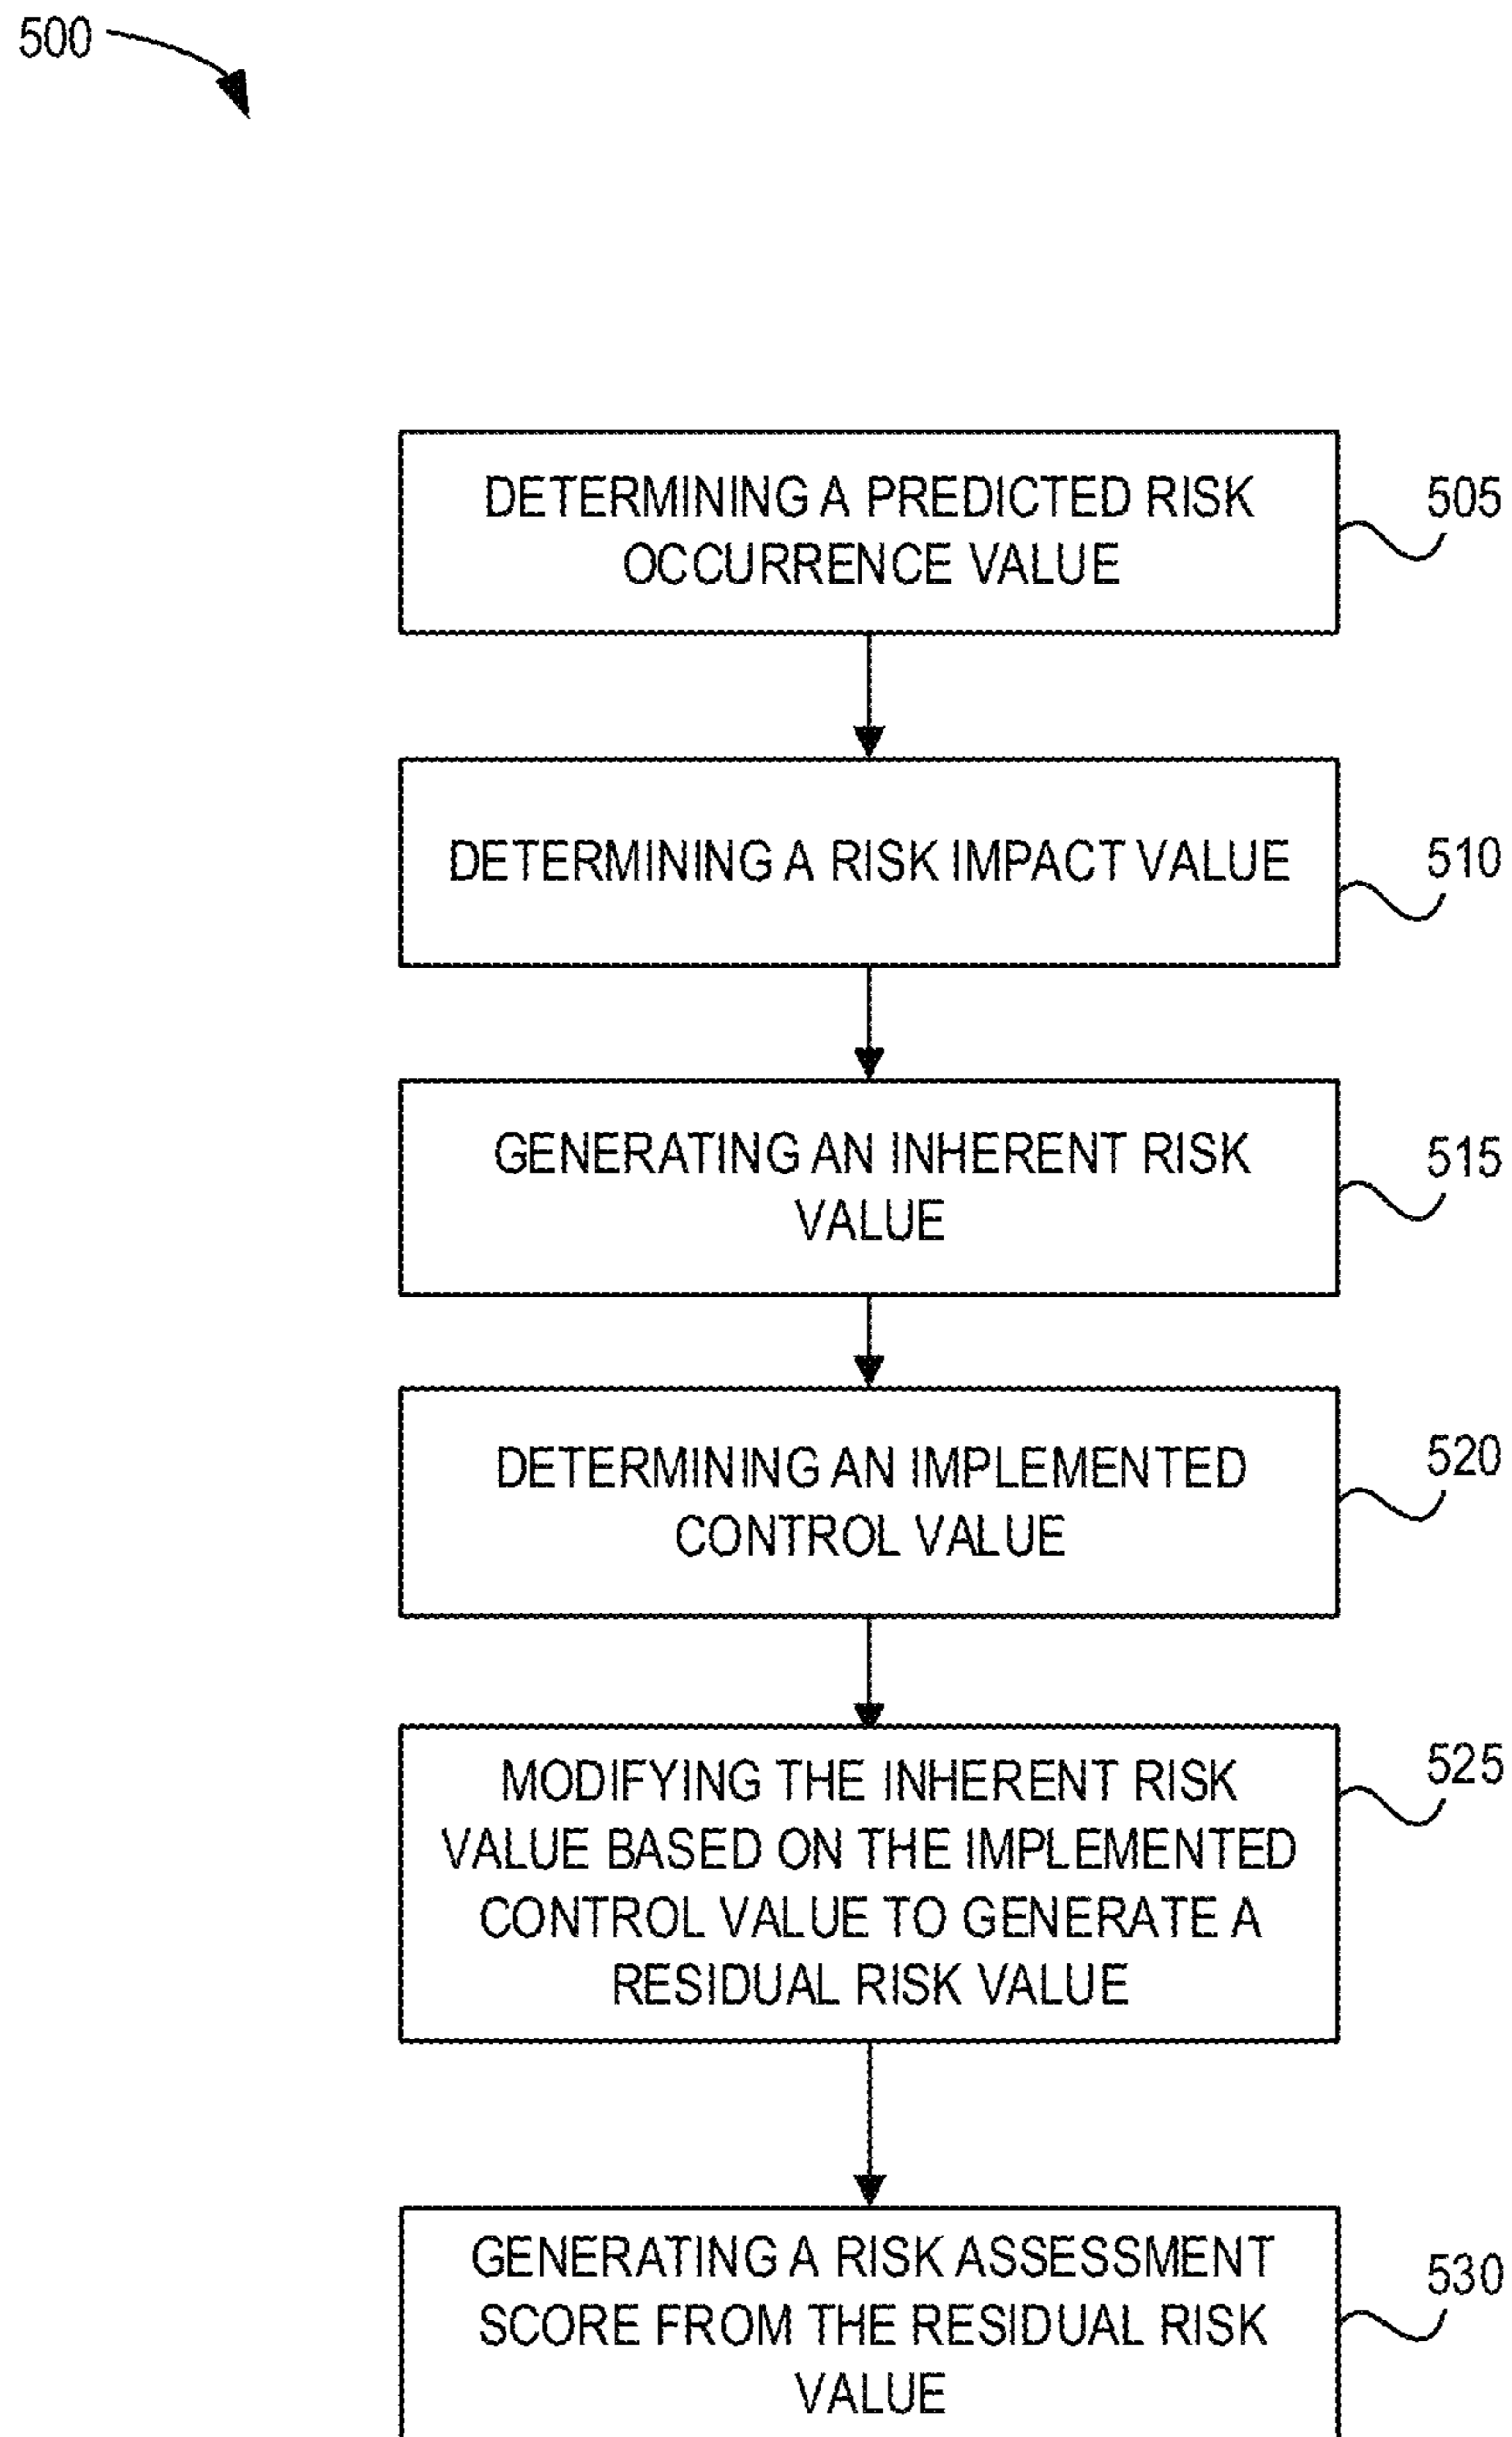 500
DETERMINING A PREDICTED RISK
OCCURRENCE VALUE
505
DETERMINING A RISK IMPACT VALUE
510
GENERATING AN INHERENT RISK
VALUE
515
DETERMINING AN IMPLEMENTED
CONTROL VALUE
520
MODIFYING THE INHERENT RISK
VALUE BASED ON THE IMPLEMENTED
CONTROL VALUE TO GENERATE A
RESIDUAL RISK VALUE
525
GENERATING A RISK ASSESSMENT
SCORE FROM THE RESIDUAL RISK
VALUE
530